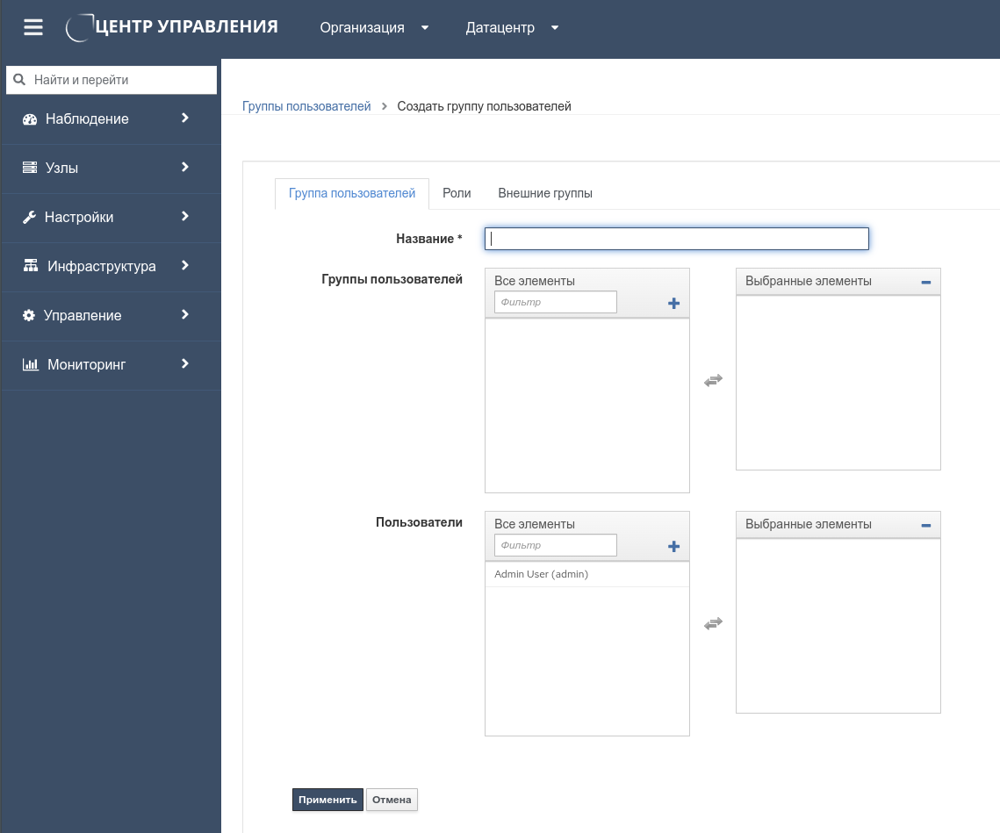 ЦЕНТР УПРАВЛЕНИЯ
Организация
Датацентр
Найти и перейти
Наблюдение
Узлы
Настройки
Инфраструктура
Управление
Мониторинг
Группы пользователей > Создать группу пользователей
Группа пользователей
Роли
Внешние группы
Название *
Группы пользователей
Все элементы
Фильтр
Выбранные элементы
Пользователи
Все элементы
Фильтр
Admin User (admin)
Выбранные элементы
Применить
Отмена